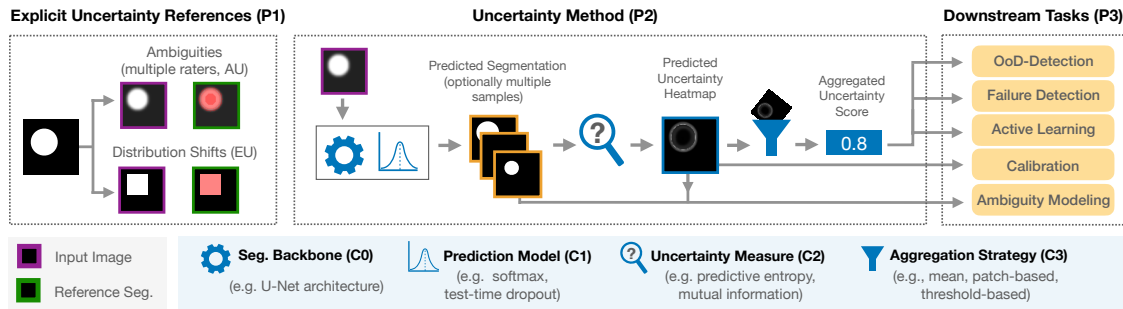 Explicit Uncertainty References (P1)
Uncertainty Method (P2)
Downstream Tasks (P3)
Ambiguities
(multiple raters, AU)
Distribution Shifts (EU)
Predicted Segmentation
(optionally multiple
samples)
?
Predicted
Uncertainty
Heatmap
Aggregated
Uncertainty
Score
0.8
OoD-Detection
Failure Detection
Active Learning
Calibration
Ambiguity Modeling
Input Image
Reference Seg.
Seg. Backbone (C0)
(e.g. U-Net architecture)
Prediction Model (C1)
(e.g. softmax,
test-time dropout)
?
Uncertainty Measure (C2)
(e.g. predictive entropy,
mutual information)
Aggregation Strategy (C3)
(e.g., mean, patch-based,
threshold-based)